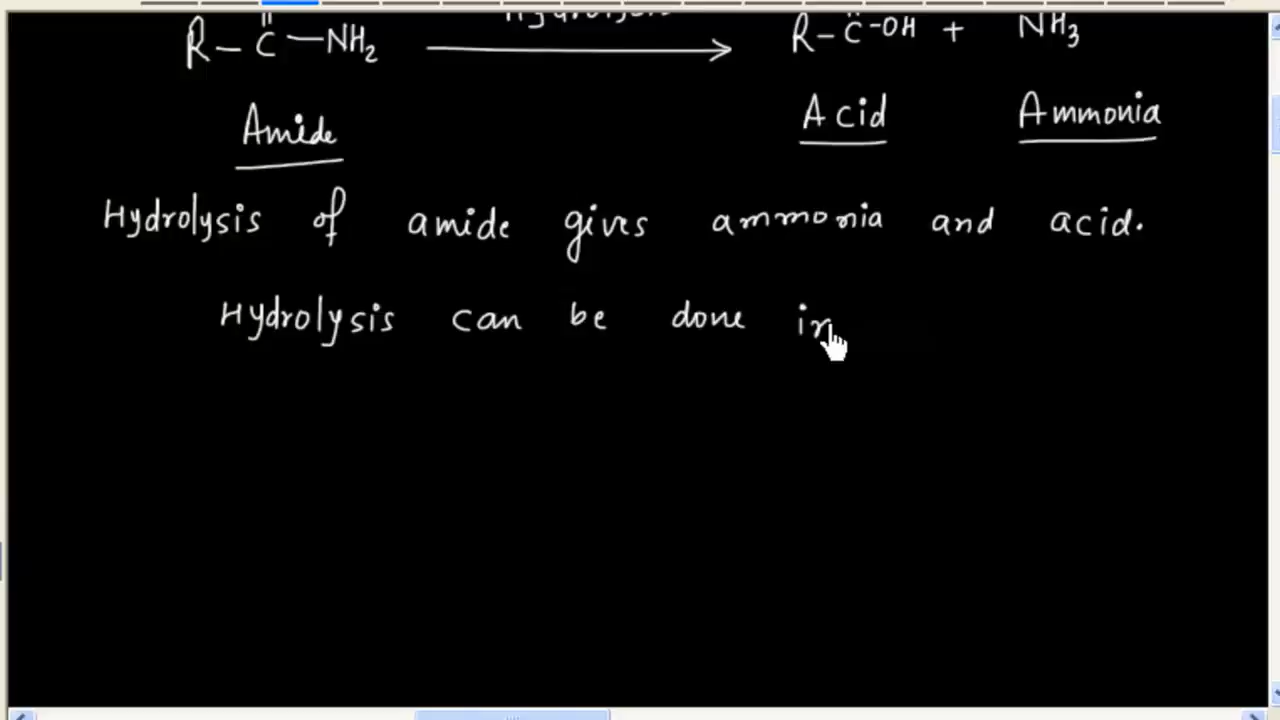 R-C-NH2 → R-C-OH + NH3
Amide Acid Ammonia
Hydrolysis of amide gives ammonia and acid.
Hydrolysis can be done in